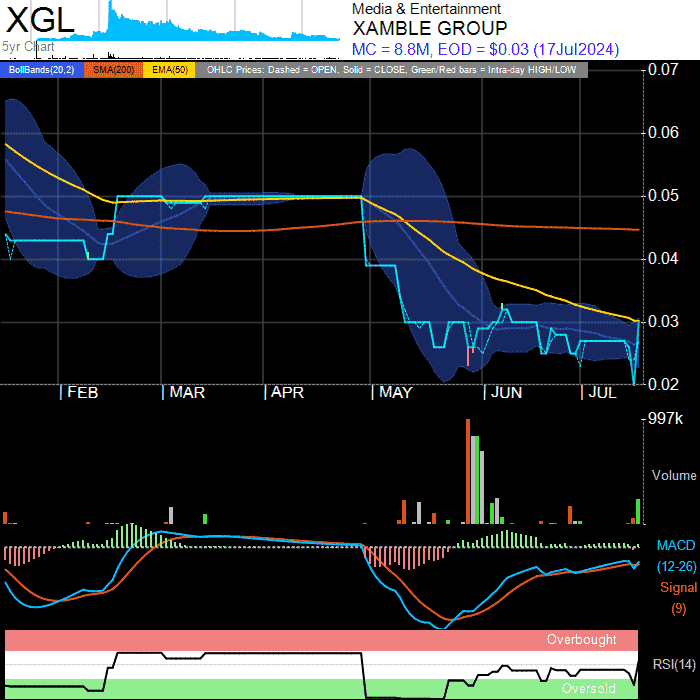 XGL
5yr Chart
Media & Entertainment
XAMBLE GROUP
MC = 8.8M, EOD = $0.03 (17Jul2024)
BollBands(20,2) SMA(200) EMA(50) OHLC Prices: Dashed = OPEN, Solid = CLOSE, Green/Red bars = Intra-day HIGH/LOW
0.07
0.06
0.05
0.04
0.03
0.02
FEB MAR APR MAY JUN JUL
997k
Volume
MACD
(12-26)
Signal
(9)
Overbought
RSI(14)
Oversold